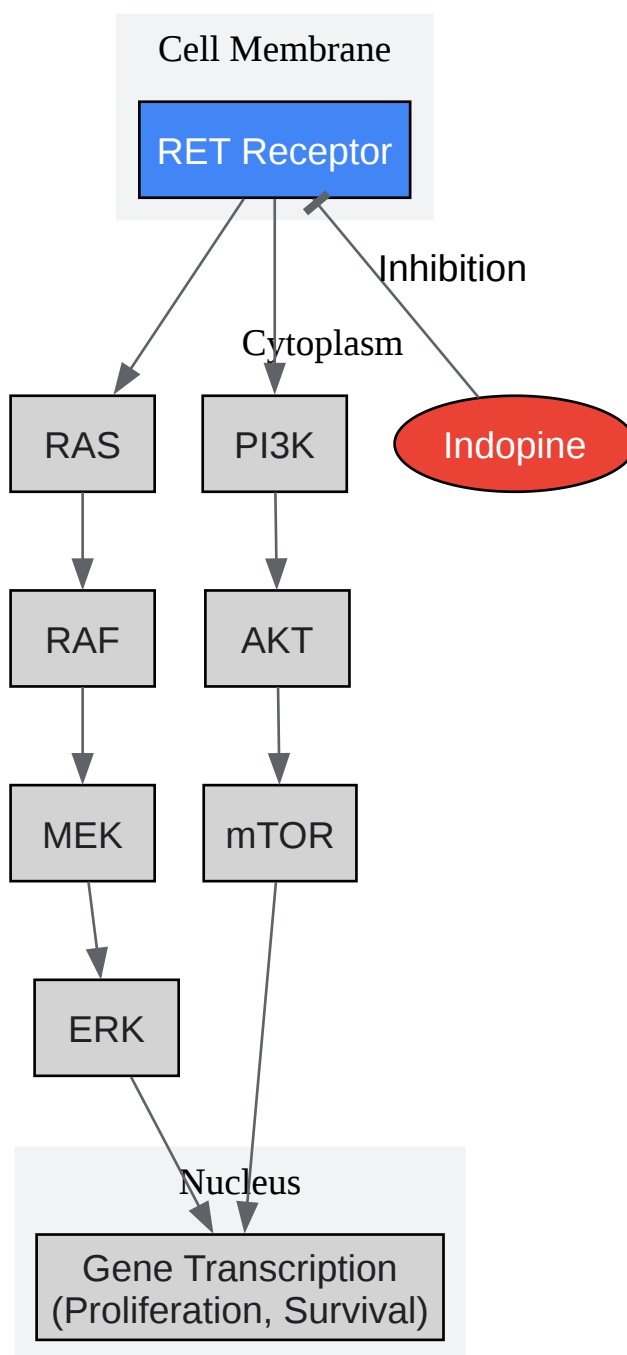 Cell Membrane
RET Receptor
Inhibition
Cytoplasm
RAS
PI3K
Indopine
RAF
AKT
MEK
mTOR
ERK
Nucleus
Gene Transcription
(Proliferation, Survival)